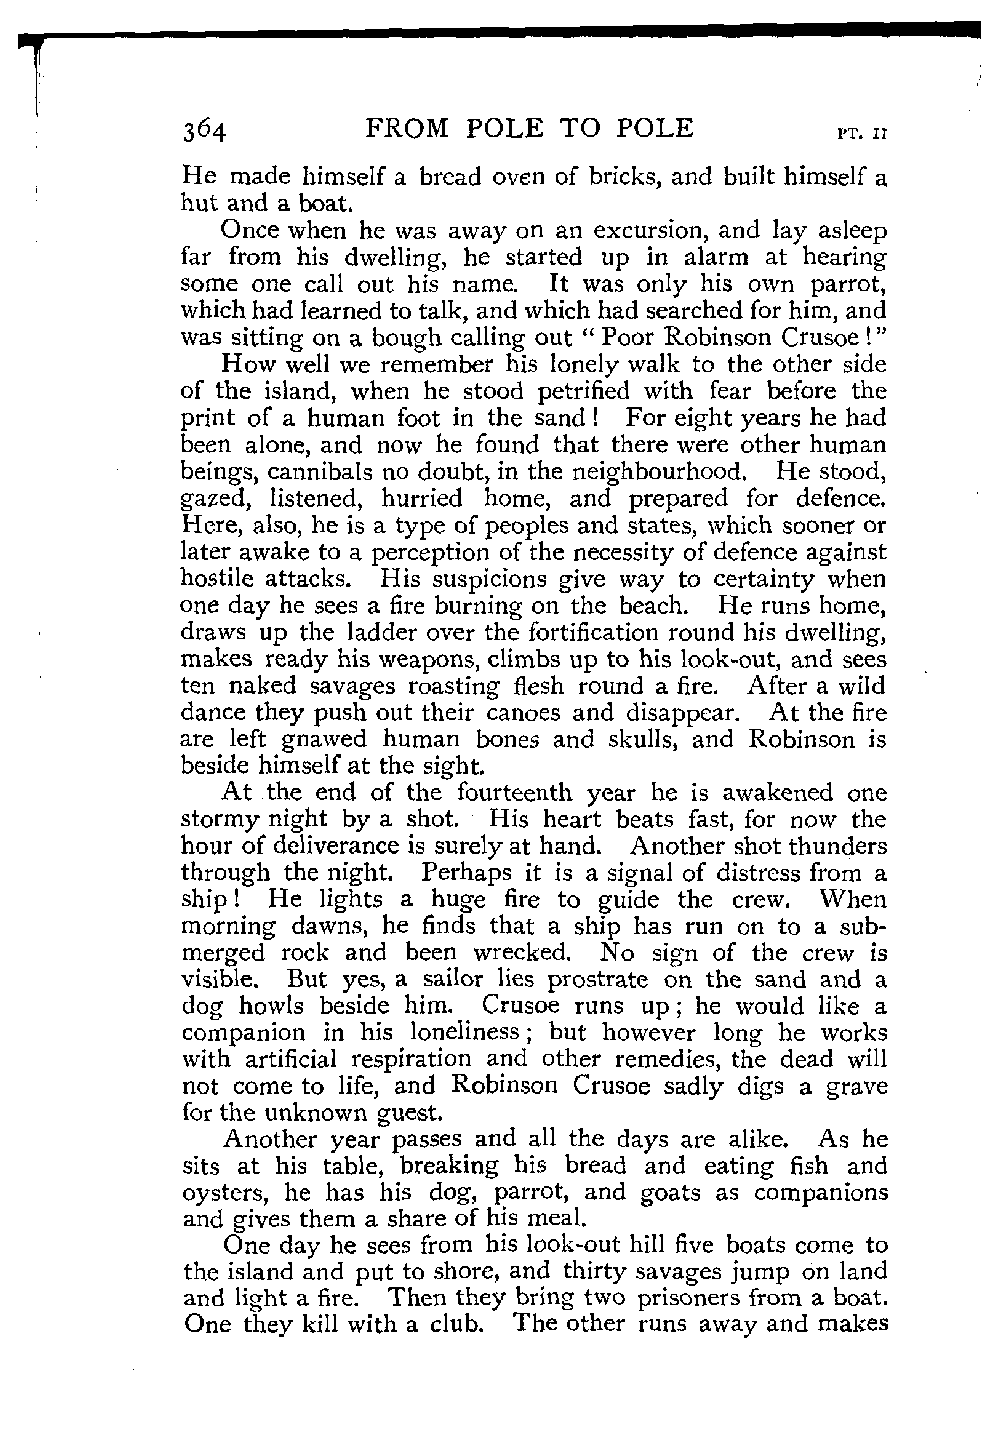 364 FROM POLE TO POLE PT. II
He made himself a bread oven of bricks, and built himself a
hut and a boat.
Once when he was away on an excursion, and lay asleep
far from his dwelling, he started up in alarm at hearing
some one call out his name. It was only his own parrot,
which had learned to talk, and which had searched for him, and
was sitting on a bough calling out “ Poor Robinson Crusoe ! ”
How well we remember his lonely walk to the other side
of the island, when he stood petrified with fear before the
print of a human foot in the sand ! For eight years he had
been alone, and now he found that there were other human
beings, cannibals no doubt, in the neighbourhood. He stood,
gazed, listened, hurried home, and prepared for defence.
Here, also, he is a type of peoples and states, which sooner or
later awake to a perception of the necessity of defence against
hostile attacks. His suspicions give way to certainty when
one day he sees a fire burning on the beach. He runs home,
draws up the ladder over the fortification round his dwelling,
makes ready his weapons, climbs up to his look-out, and sees
ten naked savages roasting flesh round a fire. After a wild
dance they push out their canoes and disappear. At the fire
are left gnawed human bones and skulls, and Robinson is
beside himself at the sight.
At the end of the fourteenth year he is awakened one
stormy night by a shot. His heart beats fast, for now the
hour of deliverance is surely at hand. Another shot thunders
through the night. Perhaps it is a signal of distress from a
ship ! He lights a huge fire to guide the crew. When
morning dawns, he finds that a ship has run on to a sub-
merged rock and been wrecked. No sign of the crew is
visible. But yes, a sailor lies prostrate on the sand and a
dog howls beside him. Crusoe runs up ; he would like a
companion in his loneliness ; but however long he works
with artificial respiration and other remedies, the dead will
not come to life, and Robinson Crusoe sadly digs a grave
for the unknown guest.
Another year passes and all the days are alike. As he
sits at his table, breaking his bread and eating fish and
oysters, he has his dog, parrot, and goats as companions
and gives them a share of his meal.
One day he sees from his look-out hill five boats come to
the island and put to shore, and thirty savages jump on land
and light a fire. Then they bring two prisoners from a boat.
One they kill with a club. The other runs away and makes